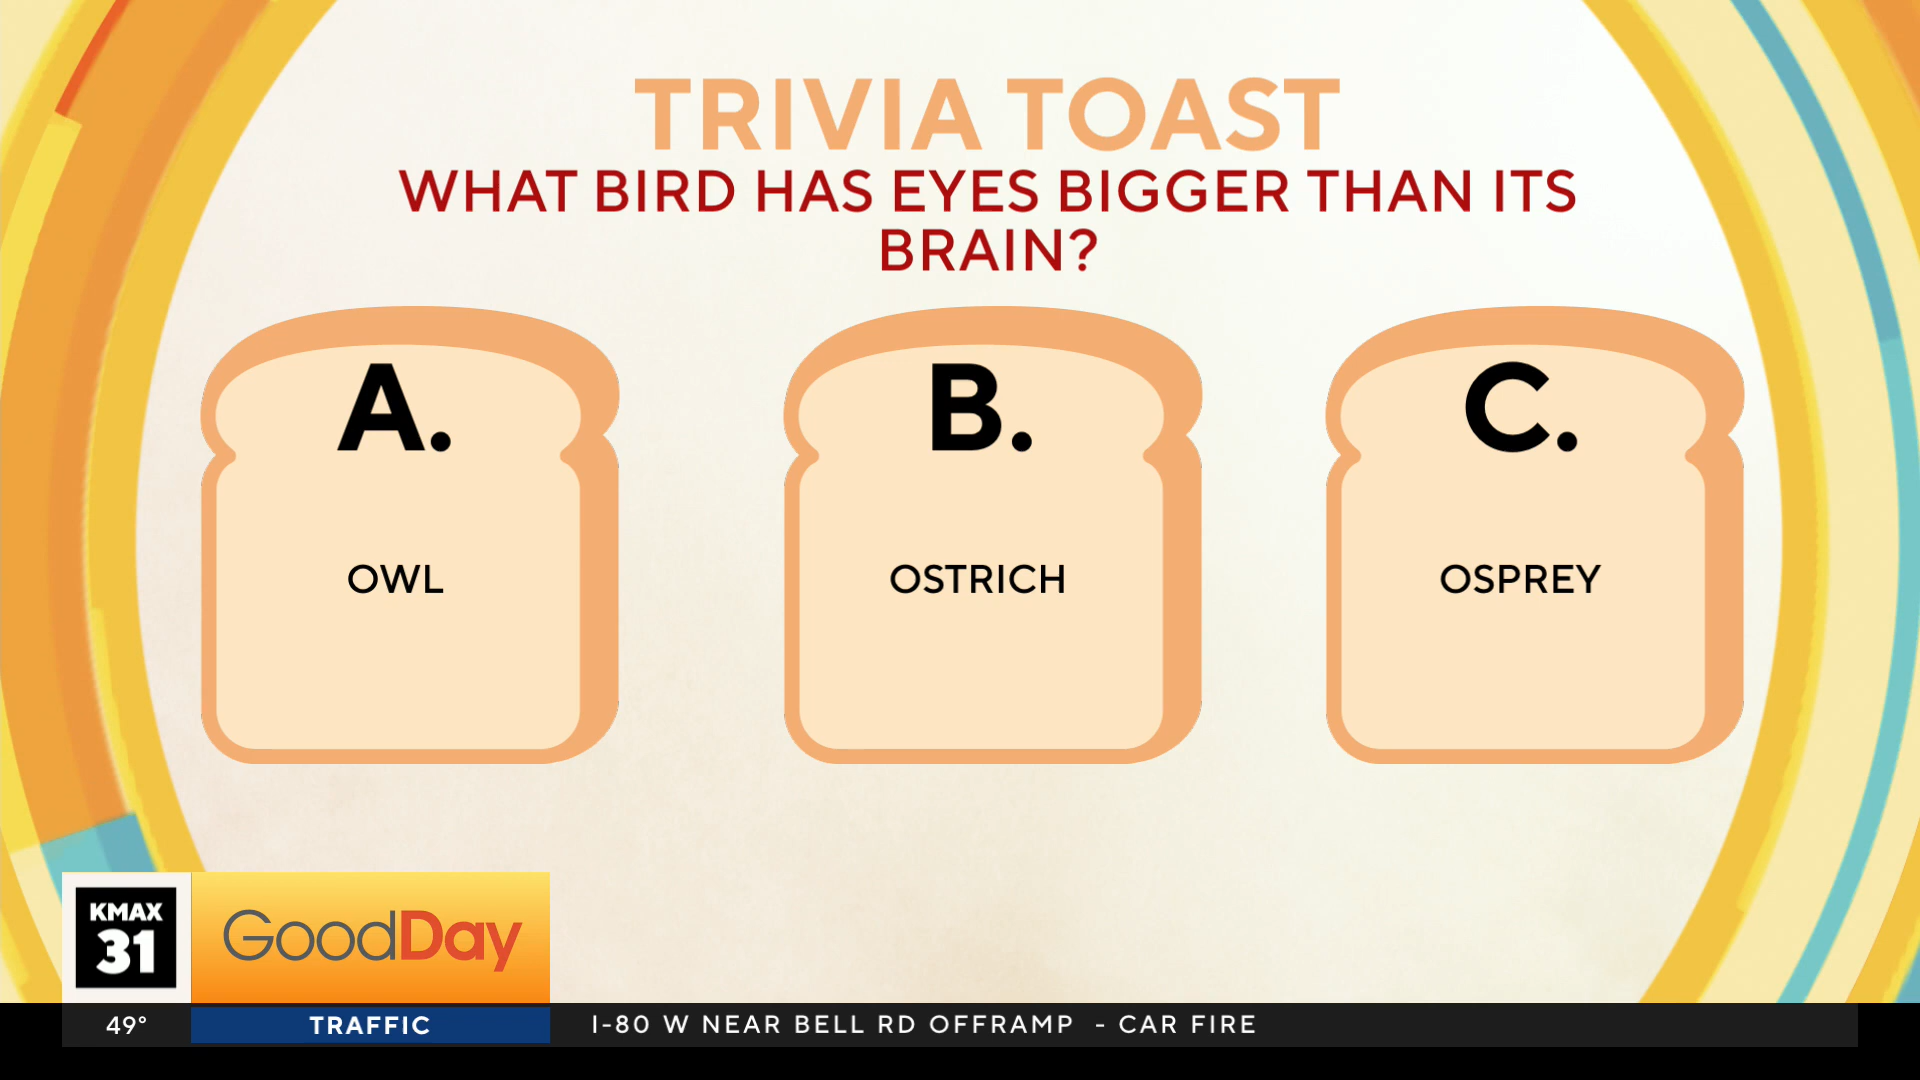 TRIVIA TOAST
WHAT BIRD HAS EYES BIGGER THAN ITS
BRAIN?
A.
B.
C.
OWL
OSTRICH
OSPREY
KMAX
31
GoodDay
49°
TRAFFIC
I-80 W NEAR BELL RD OFFRAMP - CAR FIRE